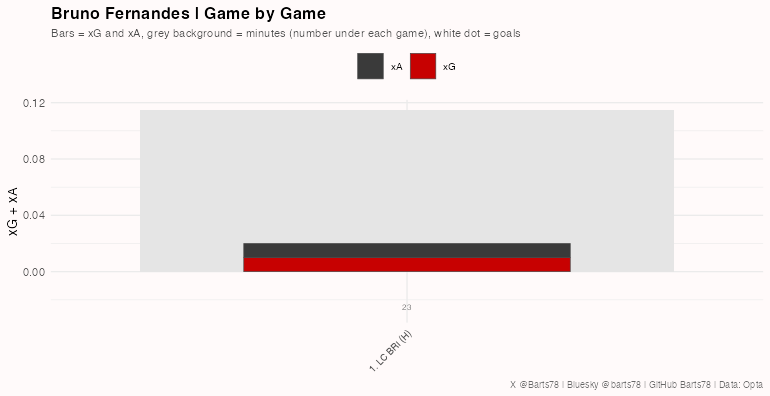 Bruno Fernandes | Game by Game
Bars = xG and xA, grey background = minutes (number under each game), white dot = goals
xA xG
0.12
0.08
0.04
0.00
xG + xA
23
1. LC BRI (H)
X @Barts78 | Bluesky @barts78 | GitHub Barts78 | Data: Opta